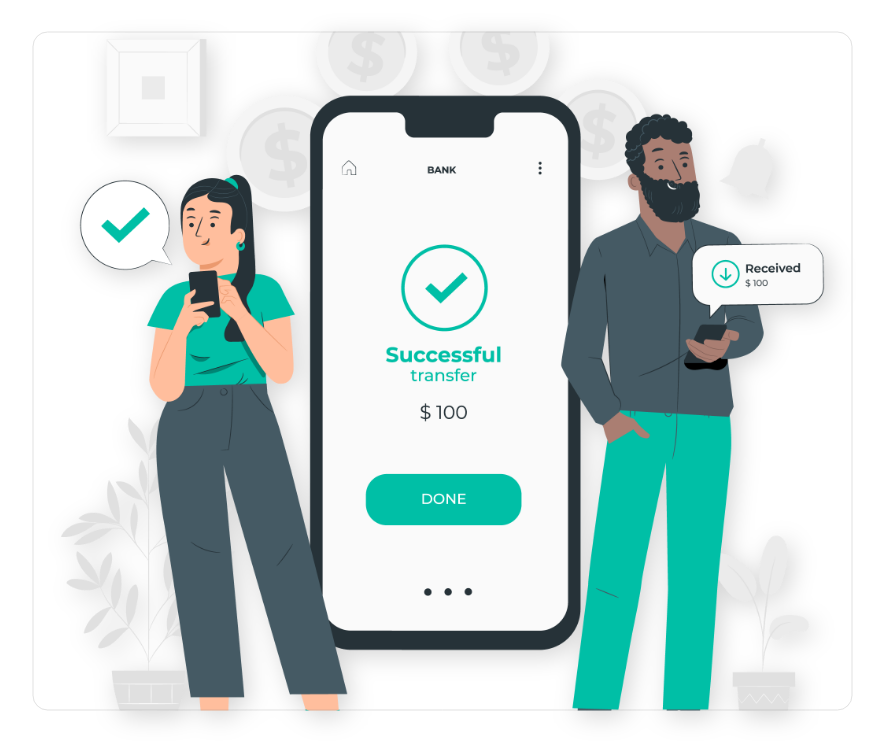 BANK
Successful
transfer
$ 100
DONE
Received
$ 100
$
$
$
$